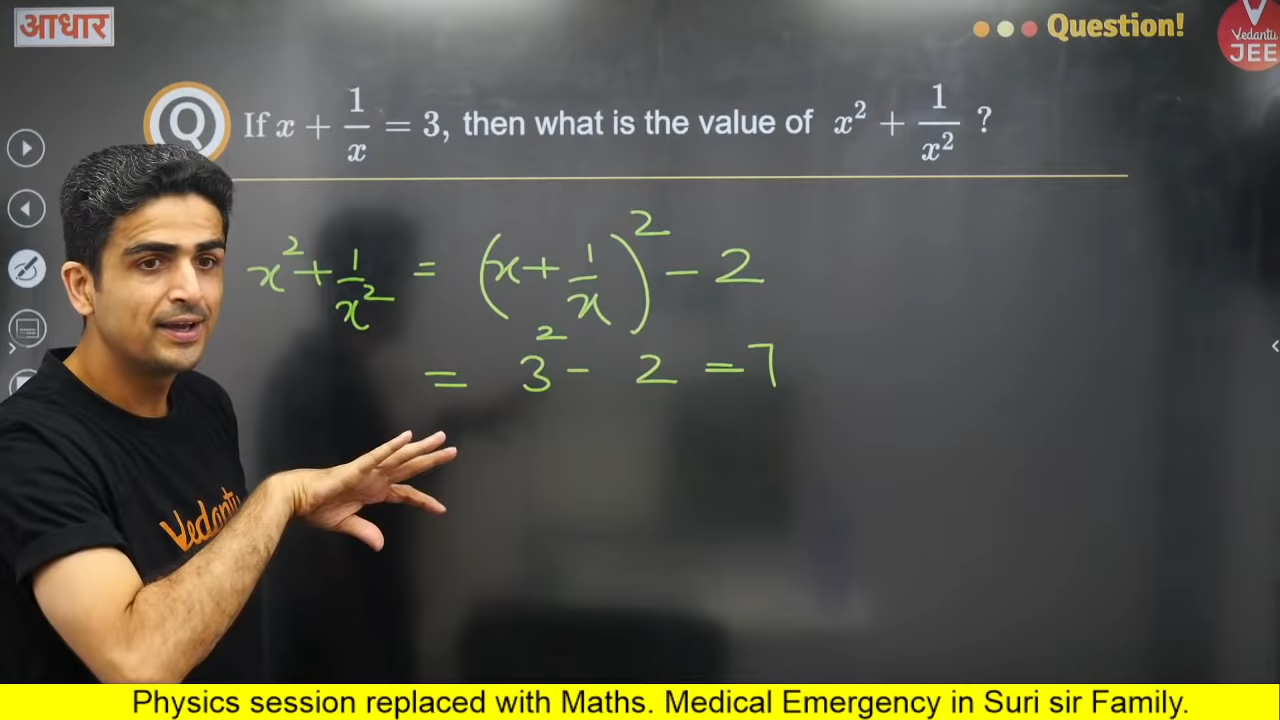 आधार
Question!
Vedantu
JEE
Q
If x + 1/x = 3, then what is the value of x² + 1/x² ?
x² + 1/x² = (x + 1/x)² - 2
= 3² - 2 = 7
Vedantu
Physics session replaced with Maths. Medical Emergency in Suri sir Family.